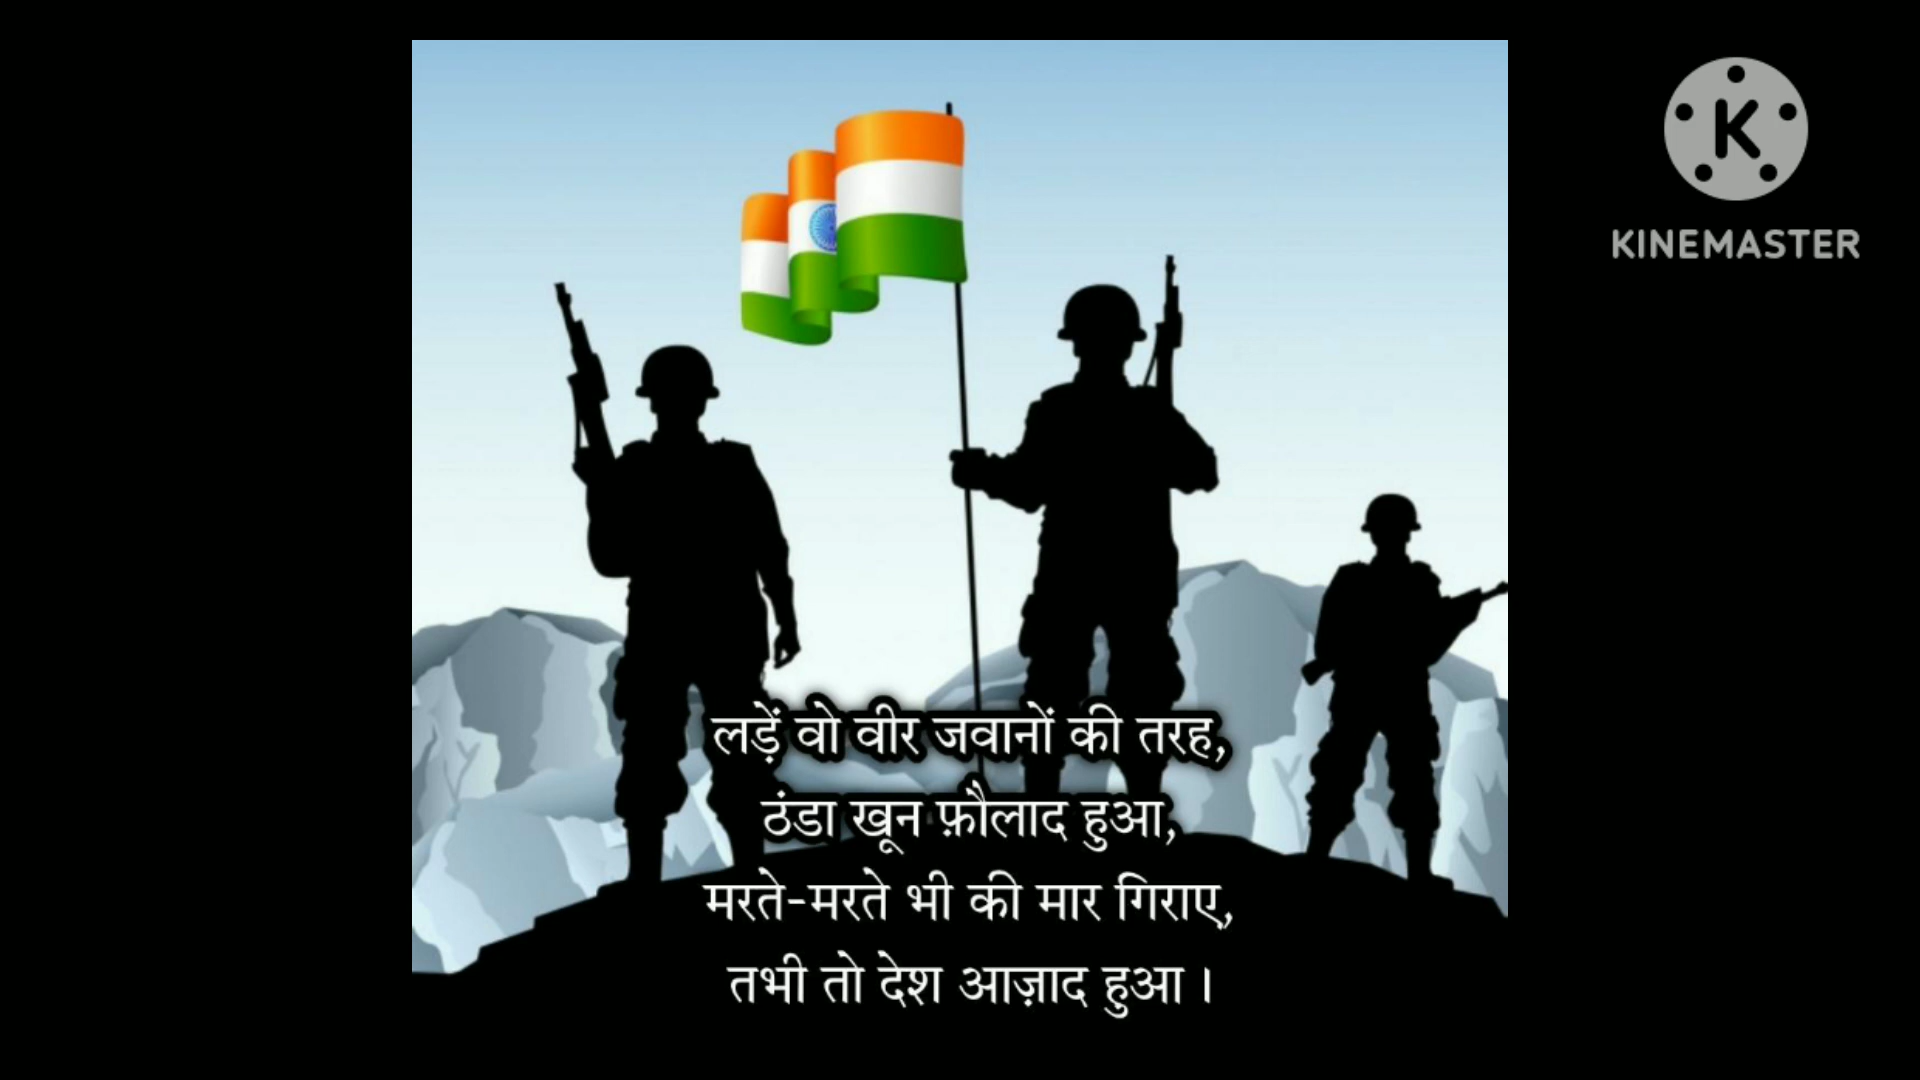 KINEMASTER
लड़ें वो वीर जवानों की तरह,
ठंडा खून फ़ौलाद हुआ,
मरते-मरते भी की मार गिराए,
तभी तो देश आज़ाद हुआ ।